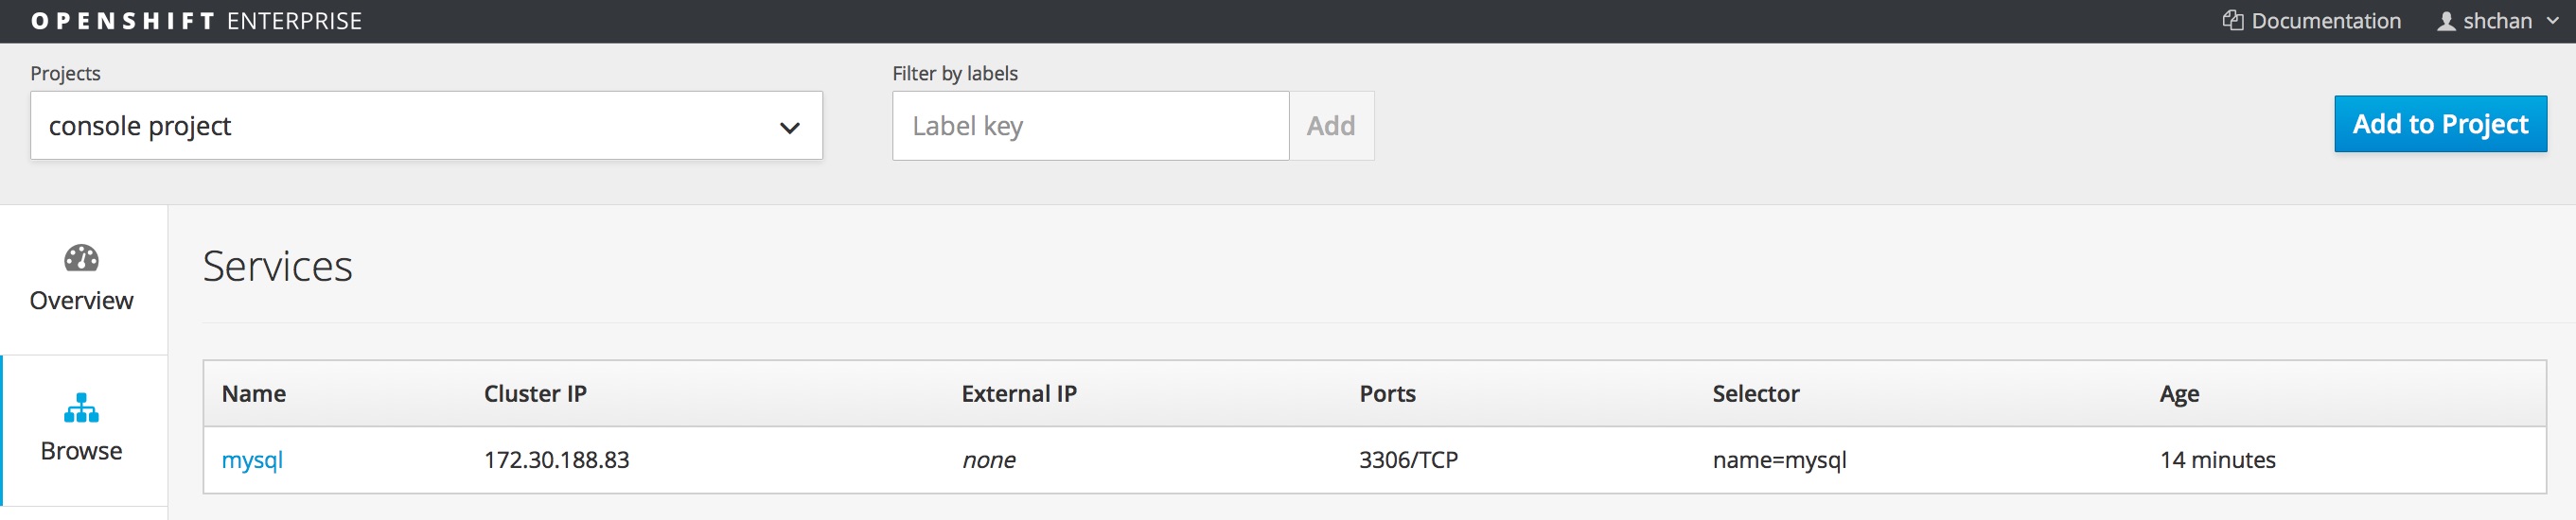 OPENSHIFT ENTERPRISE Documentation shchan
Projects Filter by labels
console project Label key Add Add to Project
Services
Overview
Name Cluster IP External IP Ports Selector Age
Browse
mysql 172.30.188.83 none 3306/TCP name=mysql 14 minutes